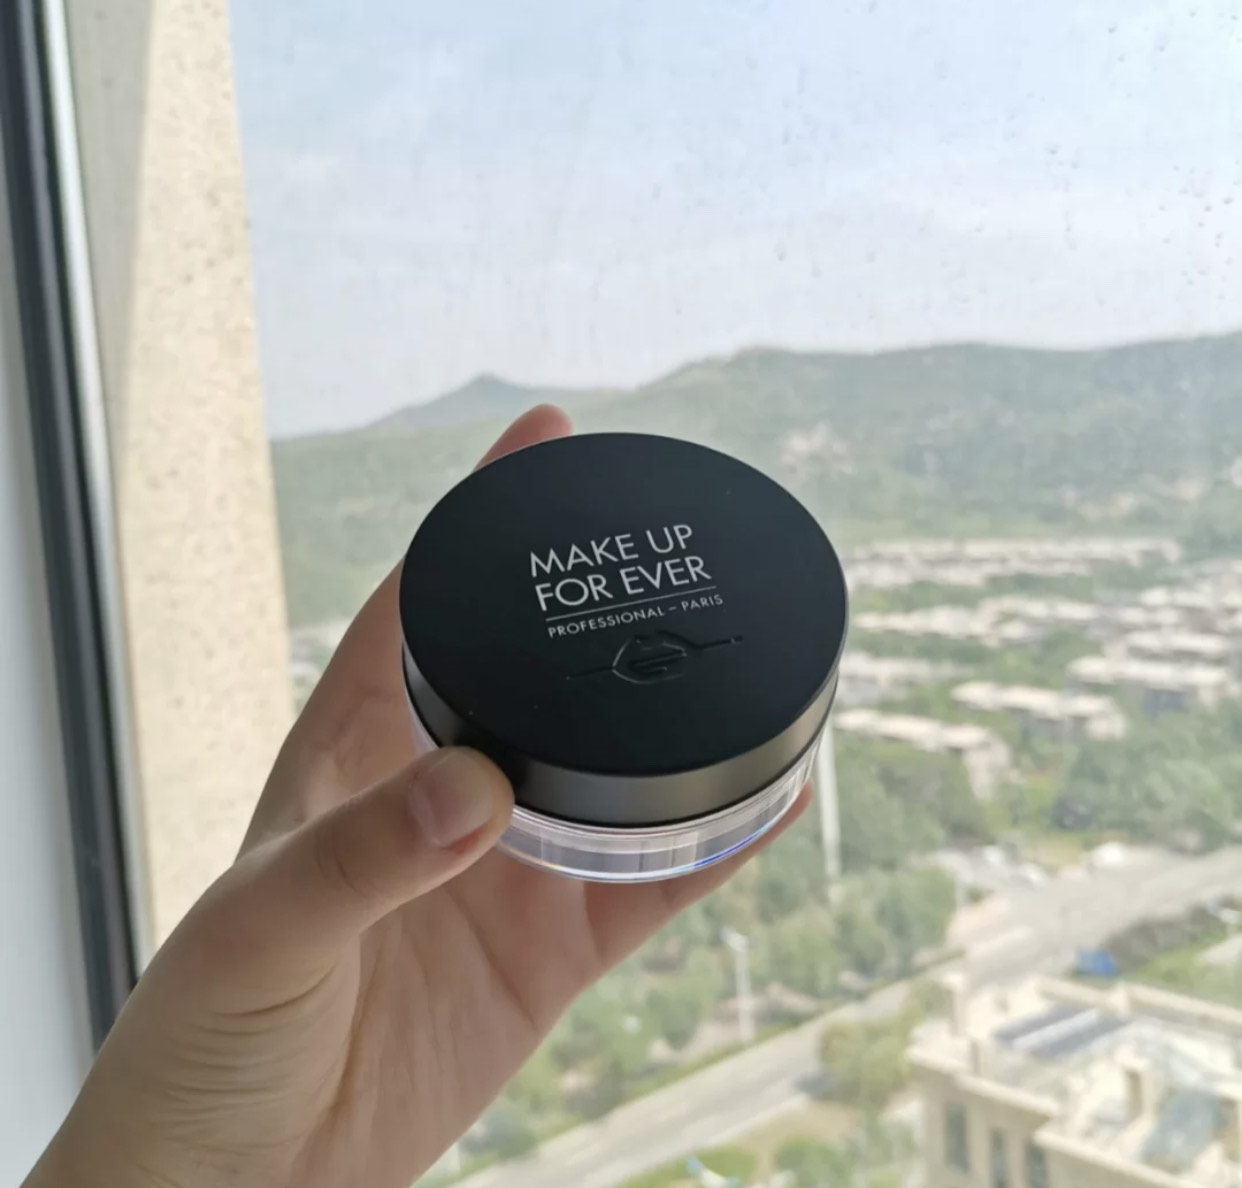 MAKE UP
FOR EVER
PROFESSIONAL – PARIS